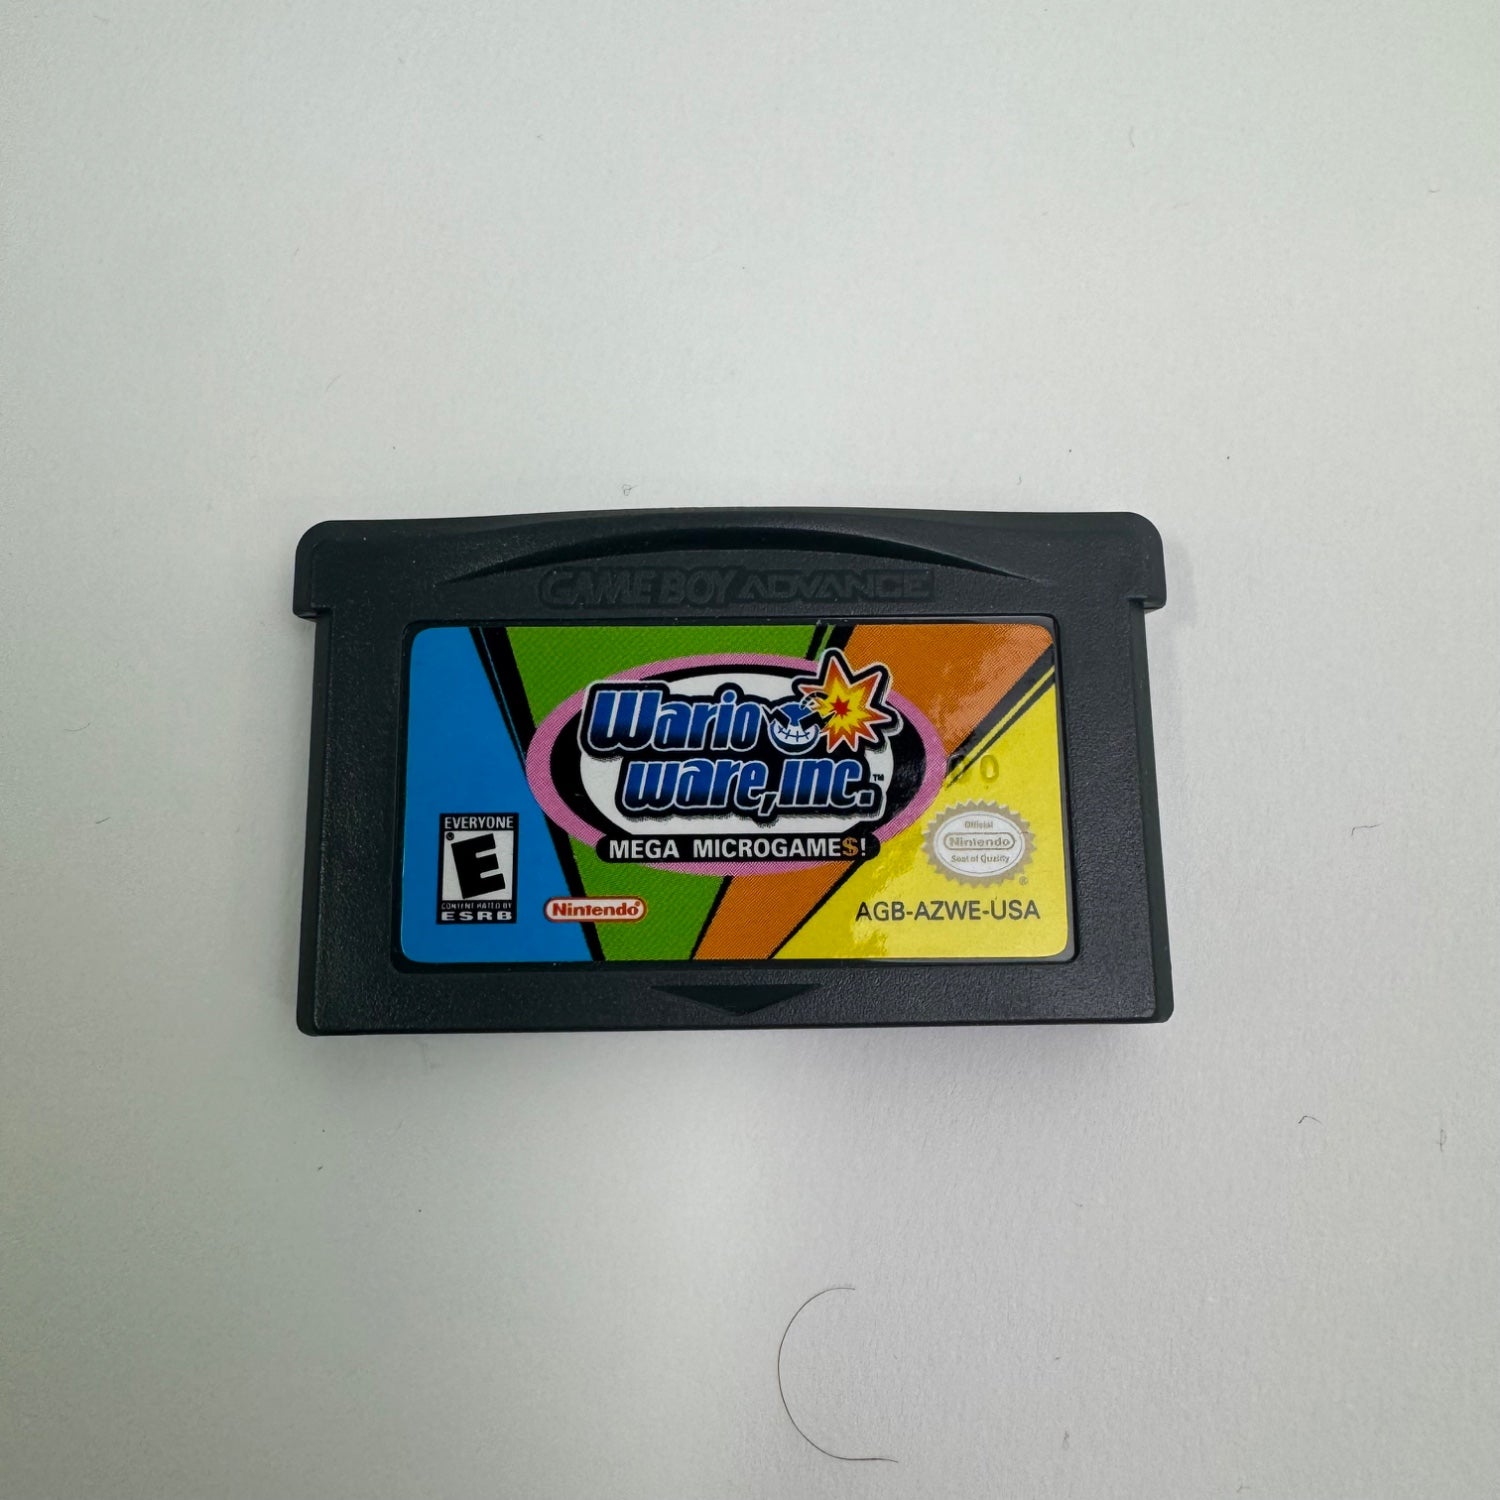 GAME BOY ADVANCE
Wario
Ware, Inc.™
MEGA MICROGAME$!
EVERYONE
E
CONTENT RATED BY
ESRB
Nintendo®
00
Official
Nintendo
Seal of Quality
®
AGB-AZWE-USA